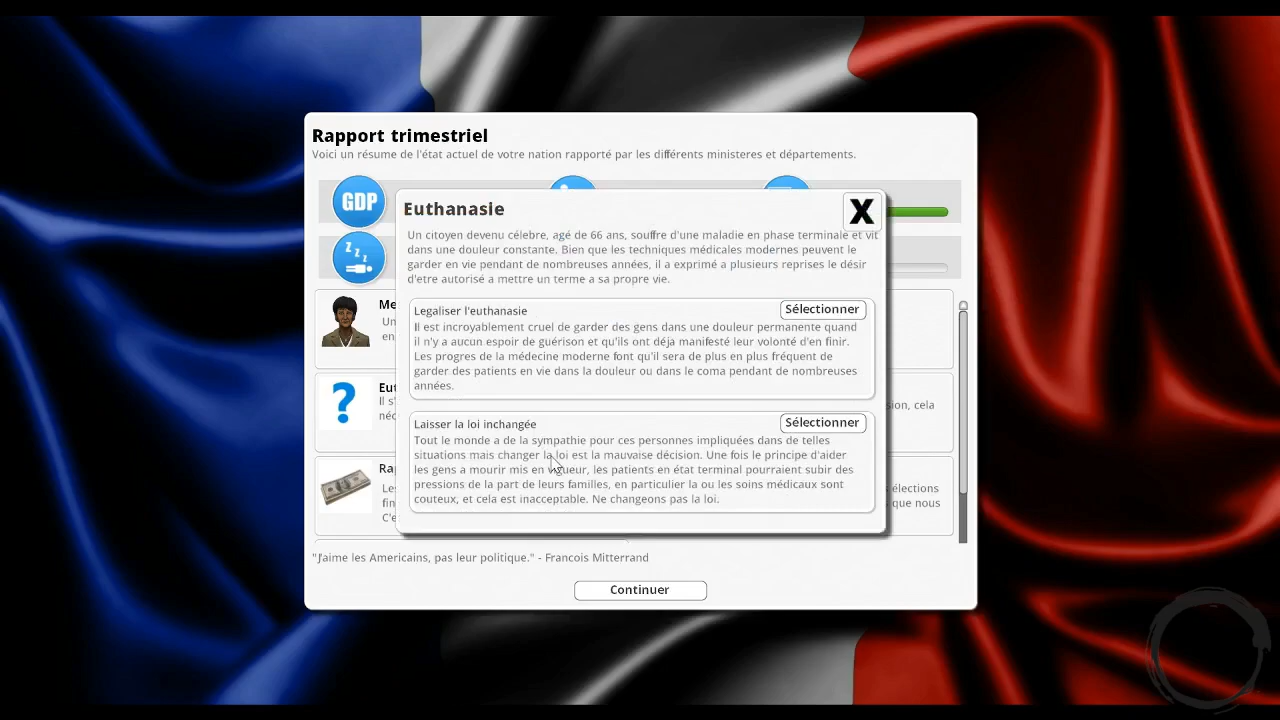 Rapport trimestriel
Voici un résume de l'état actuel de votre nation rapporté par les différents ministeres et départements.
GDP
Euthanasie
X
Un citoyen devenu célebre, agé de 66 ans, souffre d'une maladie en phase terminale et vit
dans une douleur constante. Bien que les techniques médicales modernes peuvent le
garder en vie pendant de nombreuses années, il a exprimé a plusieurs reprises le désir
d'etre autorisé a mettre un terme a sa propre vie.
z z z
Me
Un
en
Legaliser l'euthanasie
Sélectionner
Il est incroyablement cruel de garder des gens dans une douleur permanente quand
il n'y a aucun espoir de guérison et qu'ils ont déja manifesté leur volonté d'en finir.
Les progres de la médecine moderne font qu'il sera de plus en plus fréquent de
garder des patients en vie dans la douleur ou dans le coma pendant de nombreuses
années.
?
Eut
Il s'
néc
sion, cela
Laisser la loi inchangée
Sélectionner
Tout le monde a de la sympathie pour ces personnes impliquées dans de telles
situations mais changer la loi est la mauvaise décision. Une fois le principe d'aider
les gens a mourir mis en vigueur, les patients en état terminal pourraient subir des
pressions de la part de leurs familles, en particulier la ou les soins médicaux sont
couteux, et cela est inacceptable. Ne changeons pas la loi.
Ra
Les
fin
C'e
élections
que nous
"J'aime les Americains, pas leur politique." - Francois Mitterrand
Continuer